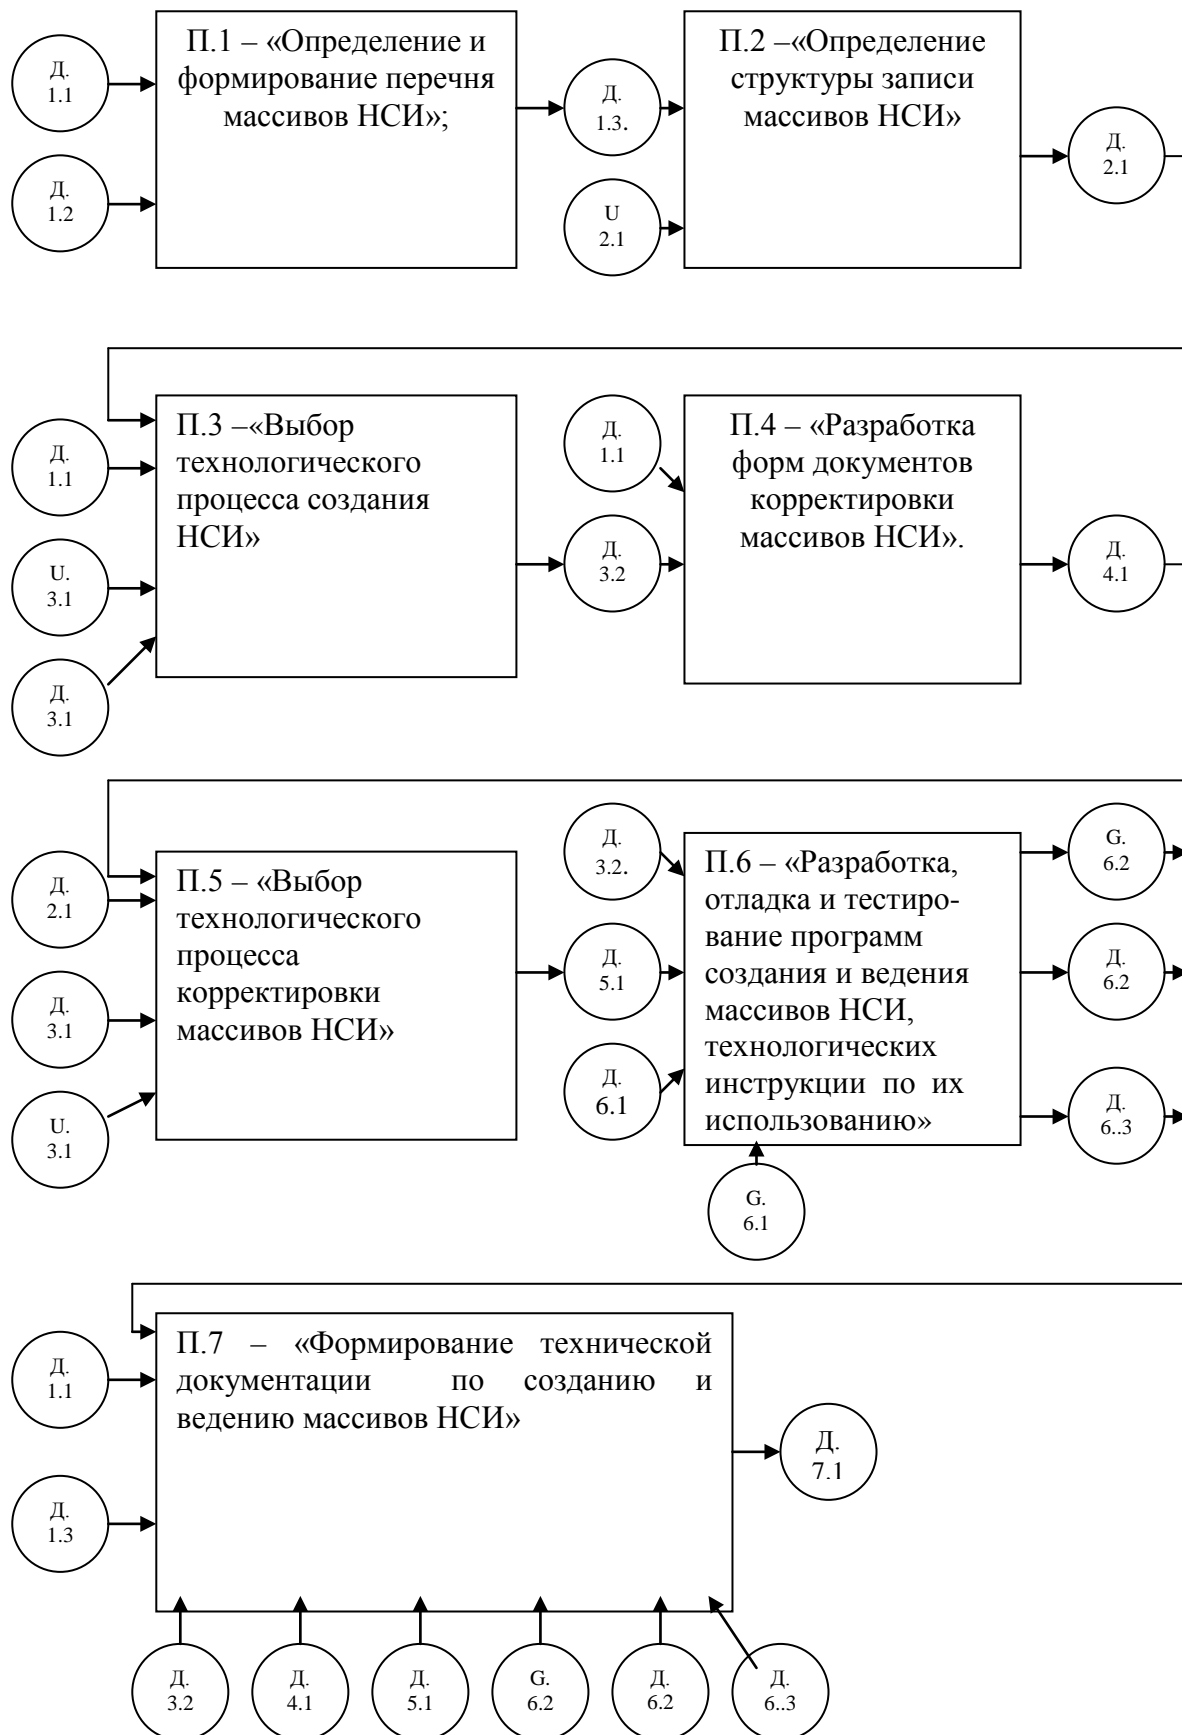 Д.
1.1
Д.
1.2
П.1 – «Определение и
формирование перечня
массивов НСИ»;
Д.
1.3.
U
2.1
П.2 –«Определение
структуры записи
массивов НСИ»
Д.
2.1
Д.
1.1
U.
3.1
Д.
3.1
П.3 –«Выбор
технологического
процесса создания
НСИ»
Д.
1.1
Д.
3.2
П.4 – «Разработка
форм документов
корректировки
массивов НСИ».
Д.
4.1
Д.
2.1
Д.
3.1
U.
3.1
П.5 – «Выбор
технологического
процесса
корректировки
массивов НСИ»
Д.
3.2.
Д.
5.1
Д.
6.1
П.6 – «Разработка,
отладка и тестиро-
вание программ
создания и ведения
массивов НСИ,
технологических
инструкции по их
использованию»
G.
6.1
G.
6.2
Д.
6.2
Д.
6..3
Д.
1.1
Д.
1.3
П.7 – «Формирование технической
документации по созданию и
ведению массивов НСИ»
Д.
7.1
Д.
3.2
Д.
4.1
Д.
5.1
G.
6.2
Д.
6.2
Д.
6..3